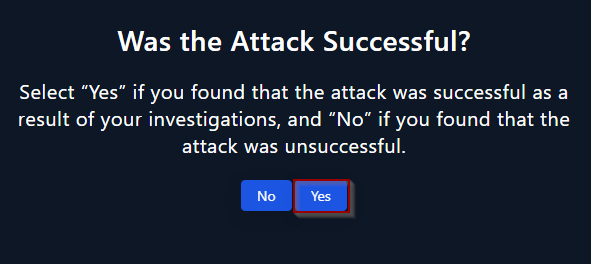 Was the Attack Successful?
Select “Yes” if you found that the attack was successful as a
result of your investigations, and “No” if you found that the
attack was unsuccessful.
No Yes